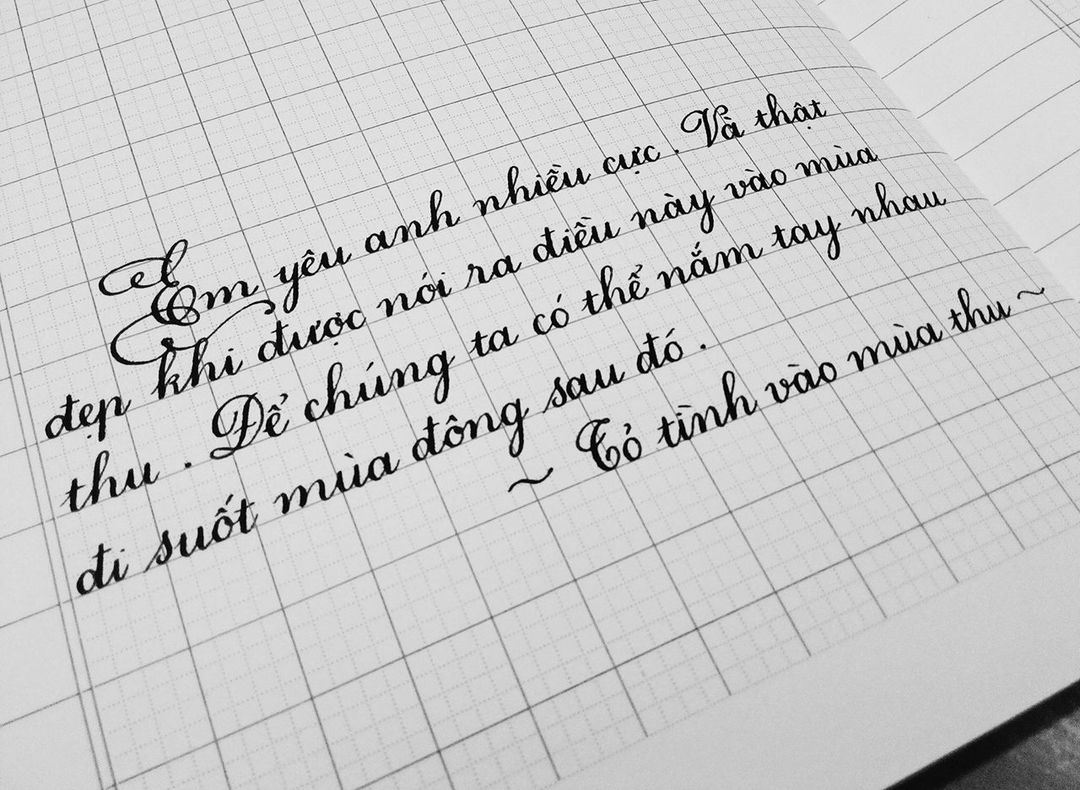 Em yêu anh nhiều cực. Và thật
đẹp khi được nói ra điều này vào mùa
thu. Để chúng ta có thể nắm tay nhau
đi suốt mùa đông sau đó.
~ Tỏ tình vào mùa thu ~